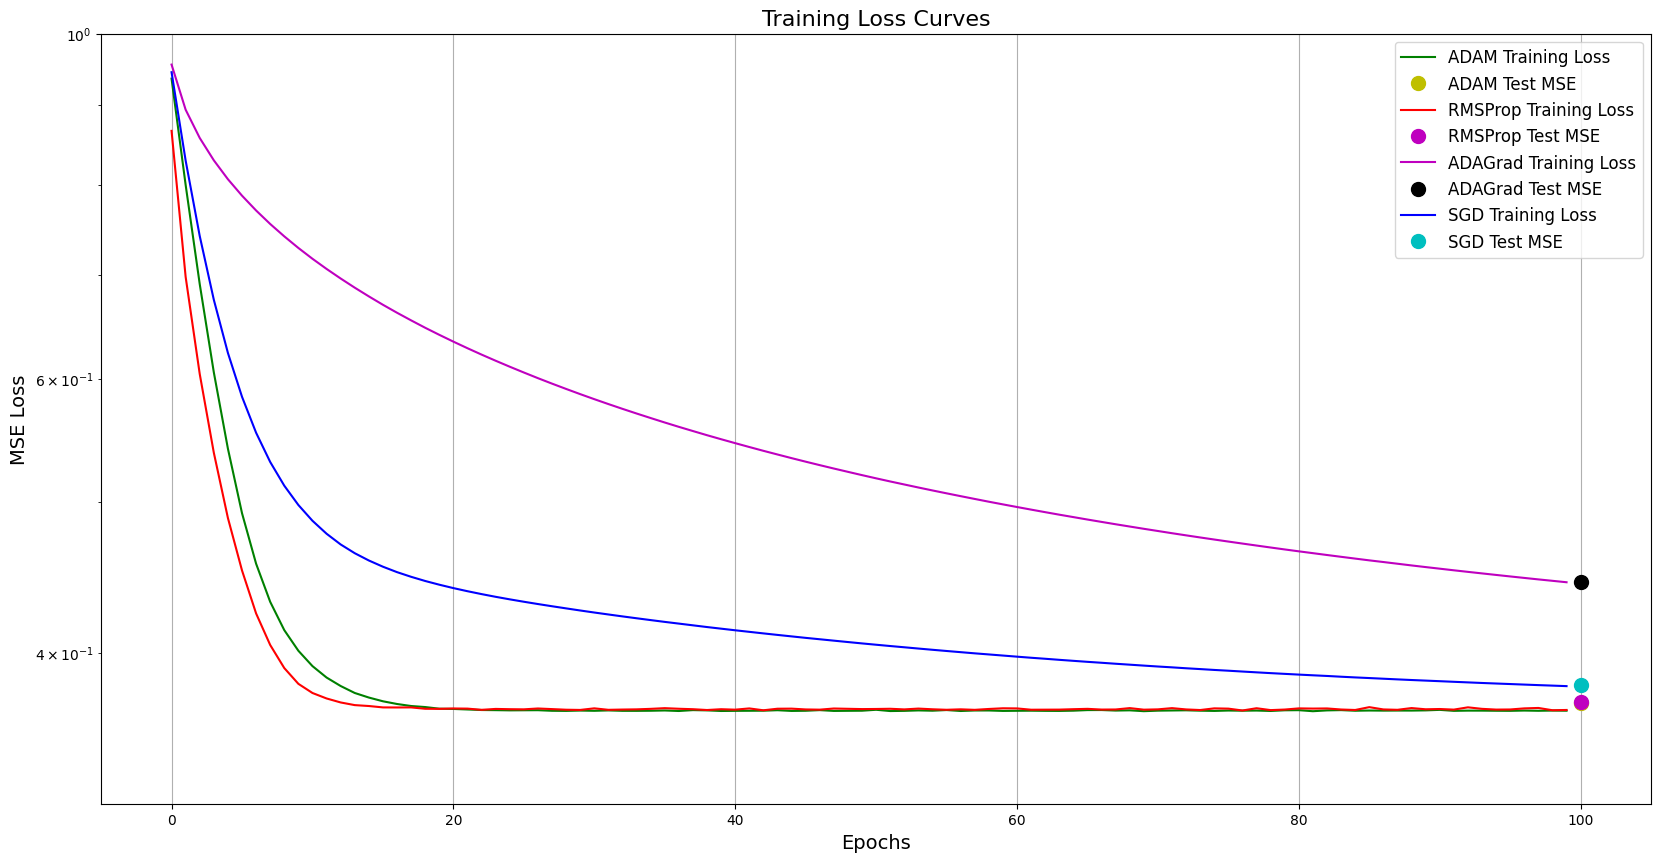 Training Loss Curves
10⁰
6 × 10⁻¹
4 × 10⁻¹
MSE Loss
ADAM Training Loss
ADAM Test MSE
RMSProp Training Loss
RMSProp Test MSE
ADAGrad Training Loss
ADAGrad Test MSE
SGD Training Loss
SGD Test MSE
0 20 40 60 80 100
Epochs